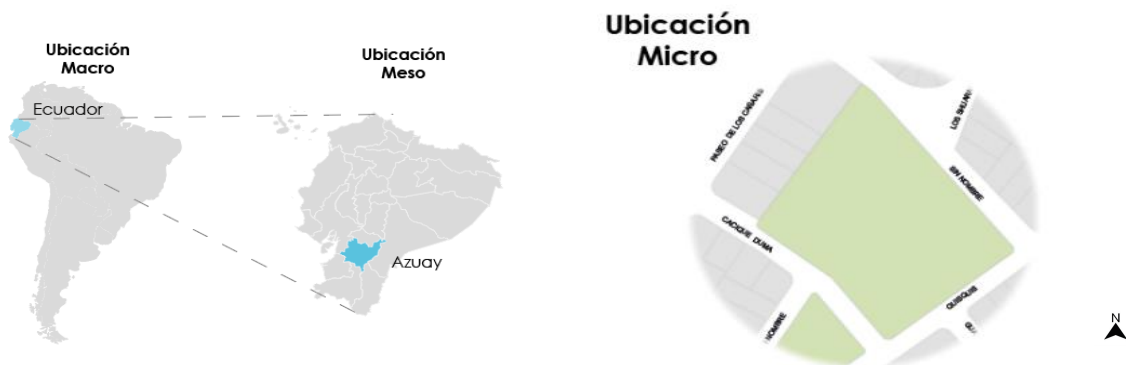 Ubicación
Macro
Ecuador
Ubicación
Meso
Azuay
Ubicación
Micro
PASEO DE LOS CAÑARIS
LOS SHUAR
SIN NOMBRE
CACIQUE DUMA
QUISQUIS
NOMBRE
N